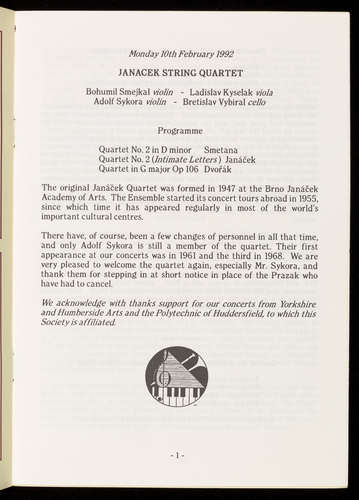 Monday 10th February 1992
JANACEK STRING QUARTET
Bohumil Smejkal violin - Ladislav Kyselak viola
Adolf Sykora violin - Bretislav Vybiral cello
Programme
Quartet No. 2 in D minor Smetana
Quartet No. 2 (Intimate Letters) Janáček
Quartet in G major Op 106 Dvořák
The original Janáček Quartet was formed in 1947 at the Brno Janáček
Academy of Arts. The Ensemble started its concert tours abroad in 1955,
since which time it has appeared regularly in most of the world's
important cultural centres.
There have, of course, been a few changes of personnel in all that time,
and only Adolf Sykora is still a member of the quartet. Their first
appearance at our concerts was in 1961 and the third in 1968. We are
very pleased to welcome the quartet again, especially Mr. Sykora, and
thank them for stepping in at short notice in place of the Prazak who
have had to cancel.
We acknowledge with thanks support for our concerts from Yorkshire
and Humberside Arts and the Polytechnic of Huddersfield, to which this
Society is affiliated.
- 1 -